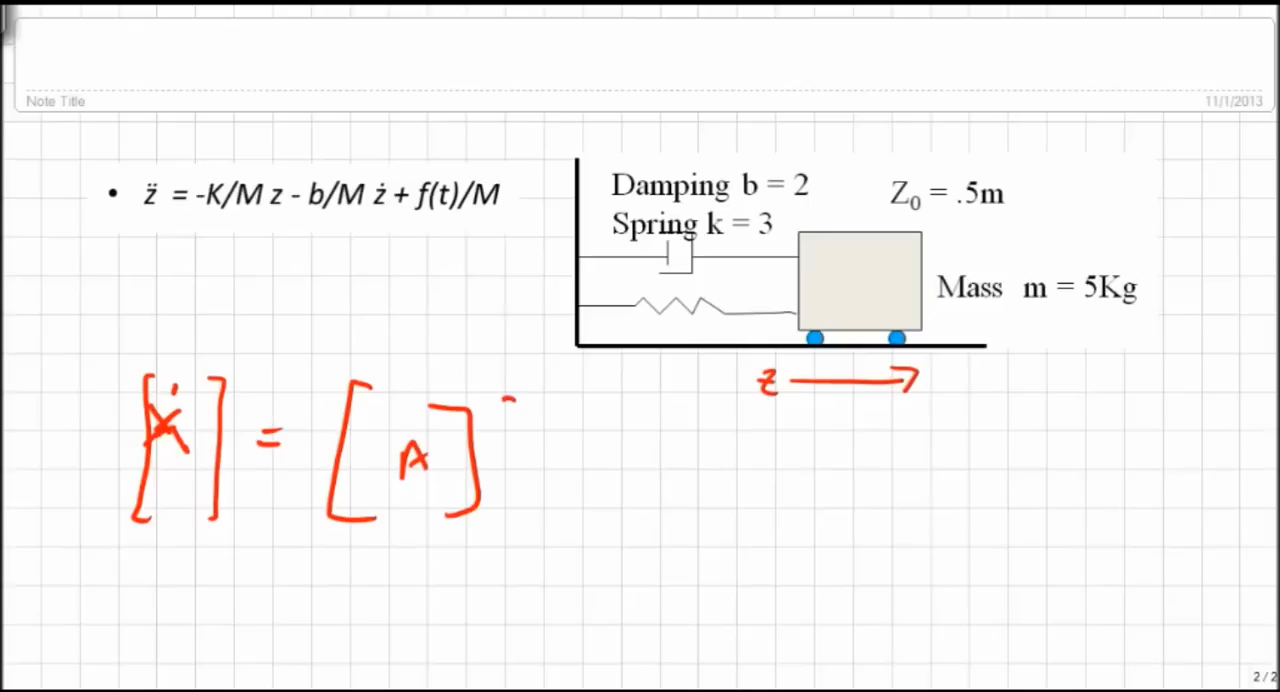 Note Title
11/1/2013
• z̈ = -K/M z - b/M ż + f(t)/M
Damping b = 2
Z₀ = .5m
Spring k = 3
Mass m = 5Kg
z
[ẋ] = [A]
2 / 2